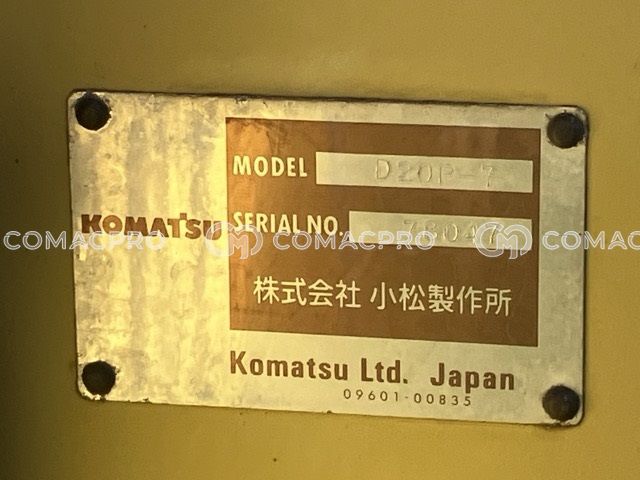 MODEL D20P-7
KOMATSU SERIAL NO.
COMACPRO COMACPRO COMACPRO
株式会社 小松製作所
Komatsu Ltd. Japan
09601-00835